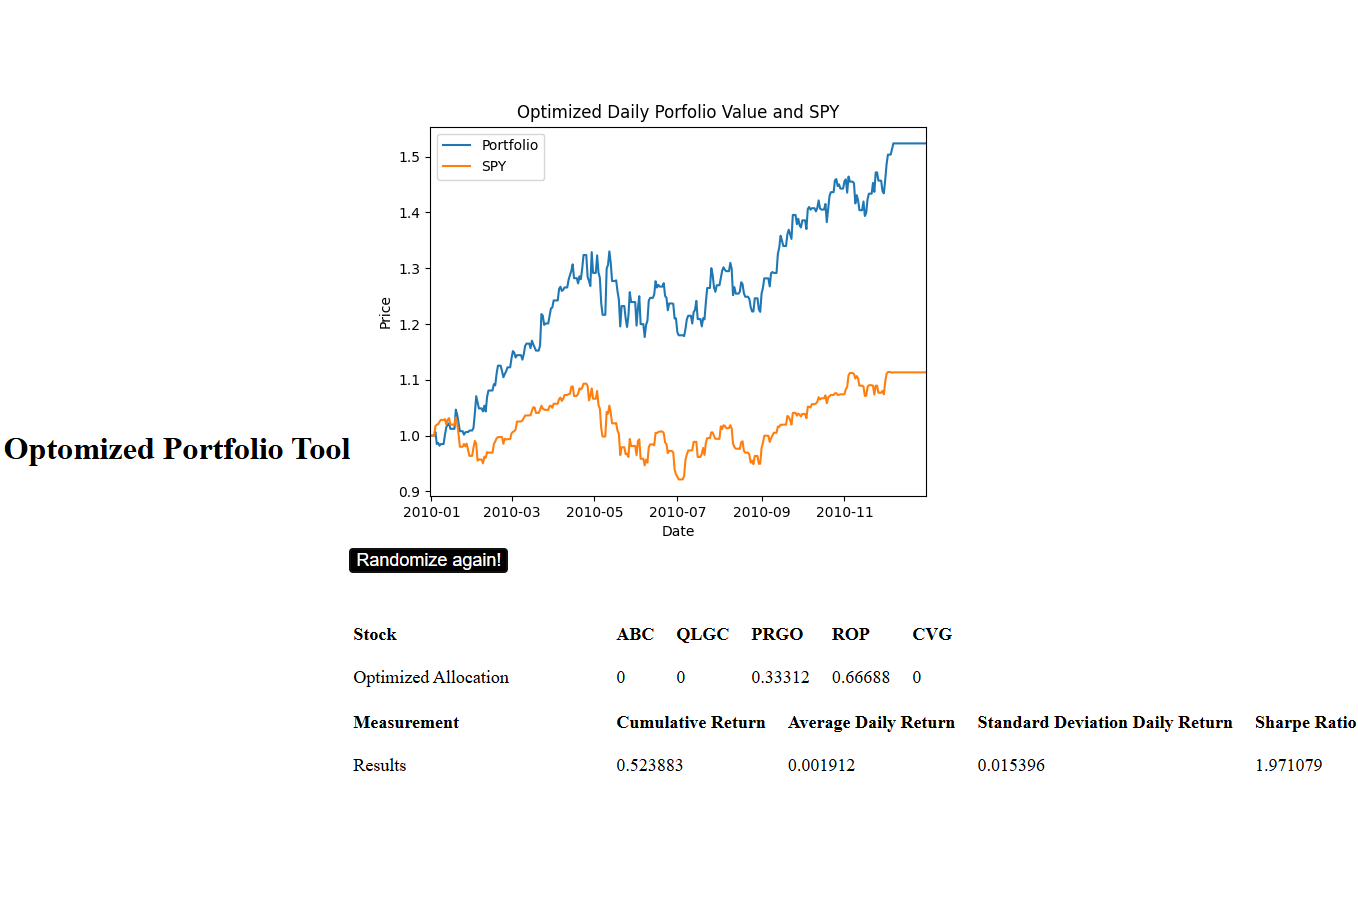 Optimized Daily Porfolio Value and SPY
Portfolio
SPY
1.5
1.4
1.3
1.2
1.1
1.0
0.9
Price
2010-01 2010-03 2010-05 2010-07 2010-09 2010-11
Date
Optomized Portfolio Tool
Randomize again!
Stock ABC QLGC PRGO ROP CVG
Optimized Allocation 0 0 0.33312 0.66688 0
Measurement Cumulative Return Average Daily Return Standard Deviation Daily Return Sharpe Ratio
Results 0.523883 0.001912 0.015396 1.971079